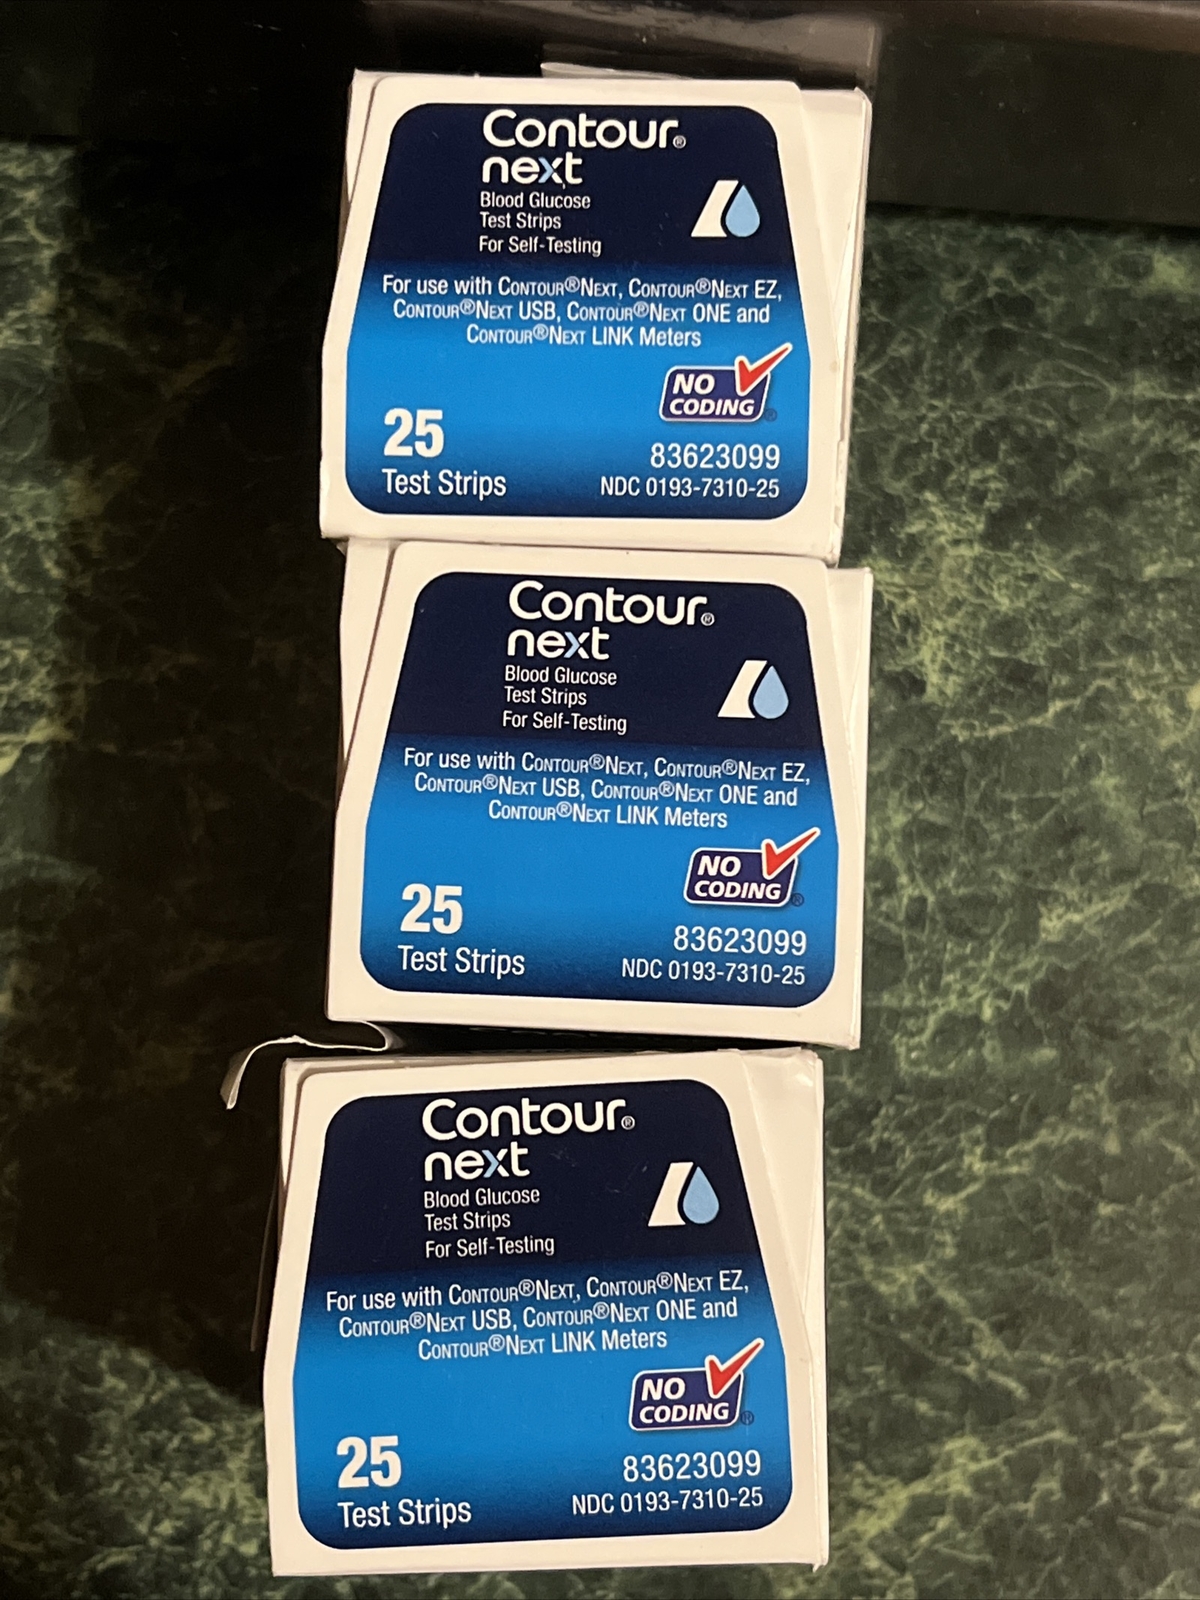 Contour®
next
Blood Glucose
Test Strips
For Self-Testing
For use with CONTOUR®NEXT, CONTOUR®NEXT EZ,
CONTOUR®NEXT USB, CONTOUR®NEXT ONE and
CONTOUR®NEXT LINK Meters
NO
CODING®
25
Test Strips
83623099
NDC 0193-7310-25
Contour®
next
Blood Glucose
Test Strips
For Self-Testing
For use with CONTOUR®NEXT, CONTOUR®NEXT EZ,
CONTOUR®NEXT USB, CONTOUR®NEXT ONE and
CONTOUR®NEXT LINK Meters
NO
CODING®
25
Test Strips
83623099
NDC 0193-7310-25
Contour®
next
Blood Glucose
Test Strips
For Self-Testing
For use with CONTOUR®NEXT, CONTOUR®NEXT EZ,
CONTOUR®NEXT USB, CONTOUR®NEXT ONE and
CONTOUR®NEXT LINK Meters
NO
CODING®
25
Test Strips
83623099
NDC 0193-7310-25